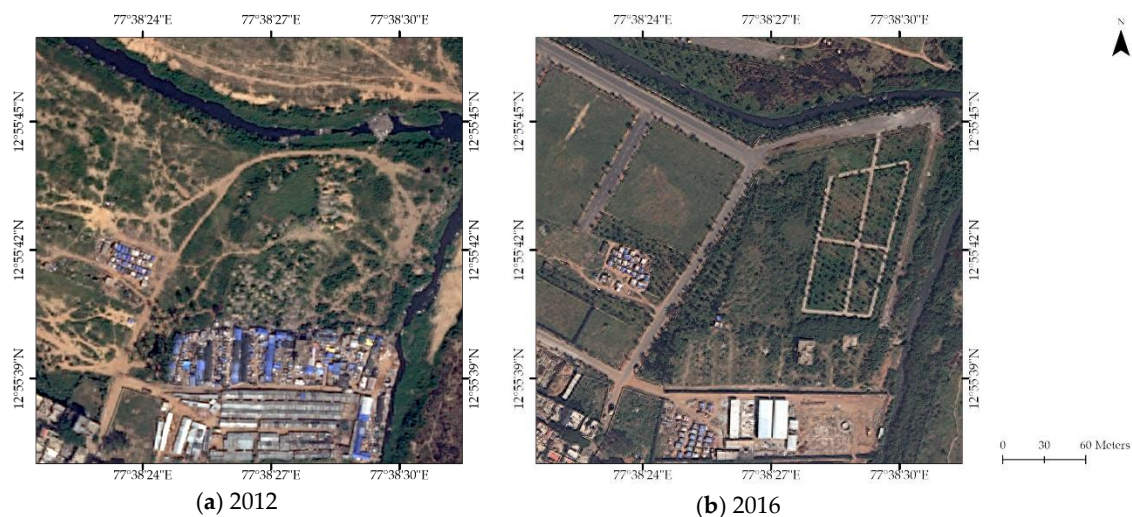 77°38'24"E 77°38'27"E 77°38'30"E 77°38'24"E 77°38'27"E 77°38'30"E
N
12°55'45"N 12°55'45"N 12°55'45"N 12°55'45"N
12°55'42"N 12°55'42"N 12°55'42"N 12°55'42"N
12°55'39"N 12°55'39"N 12°55'39"N 12°55'39"N
0 30 60 Meters
77°38'24"E 77°38'27"E 77°38'30"E 77°38'24"E 77°38'27"E 77°38'30"E
(a) 2012 (b) 2016